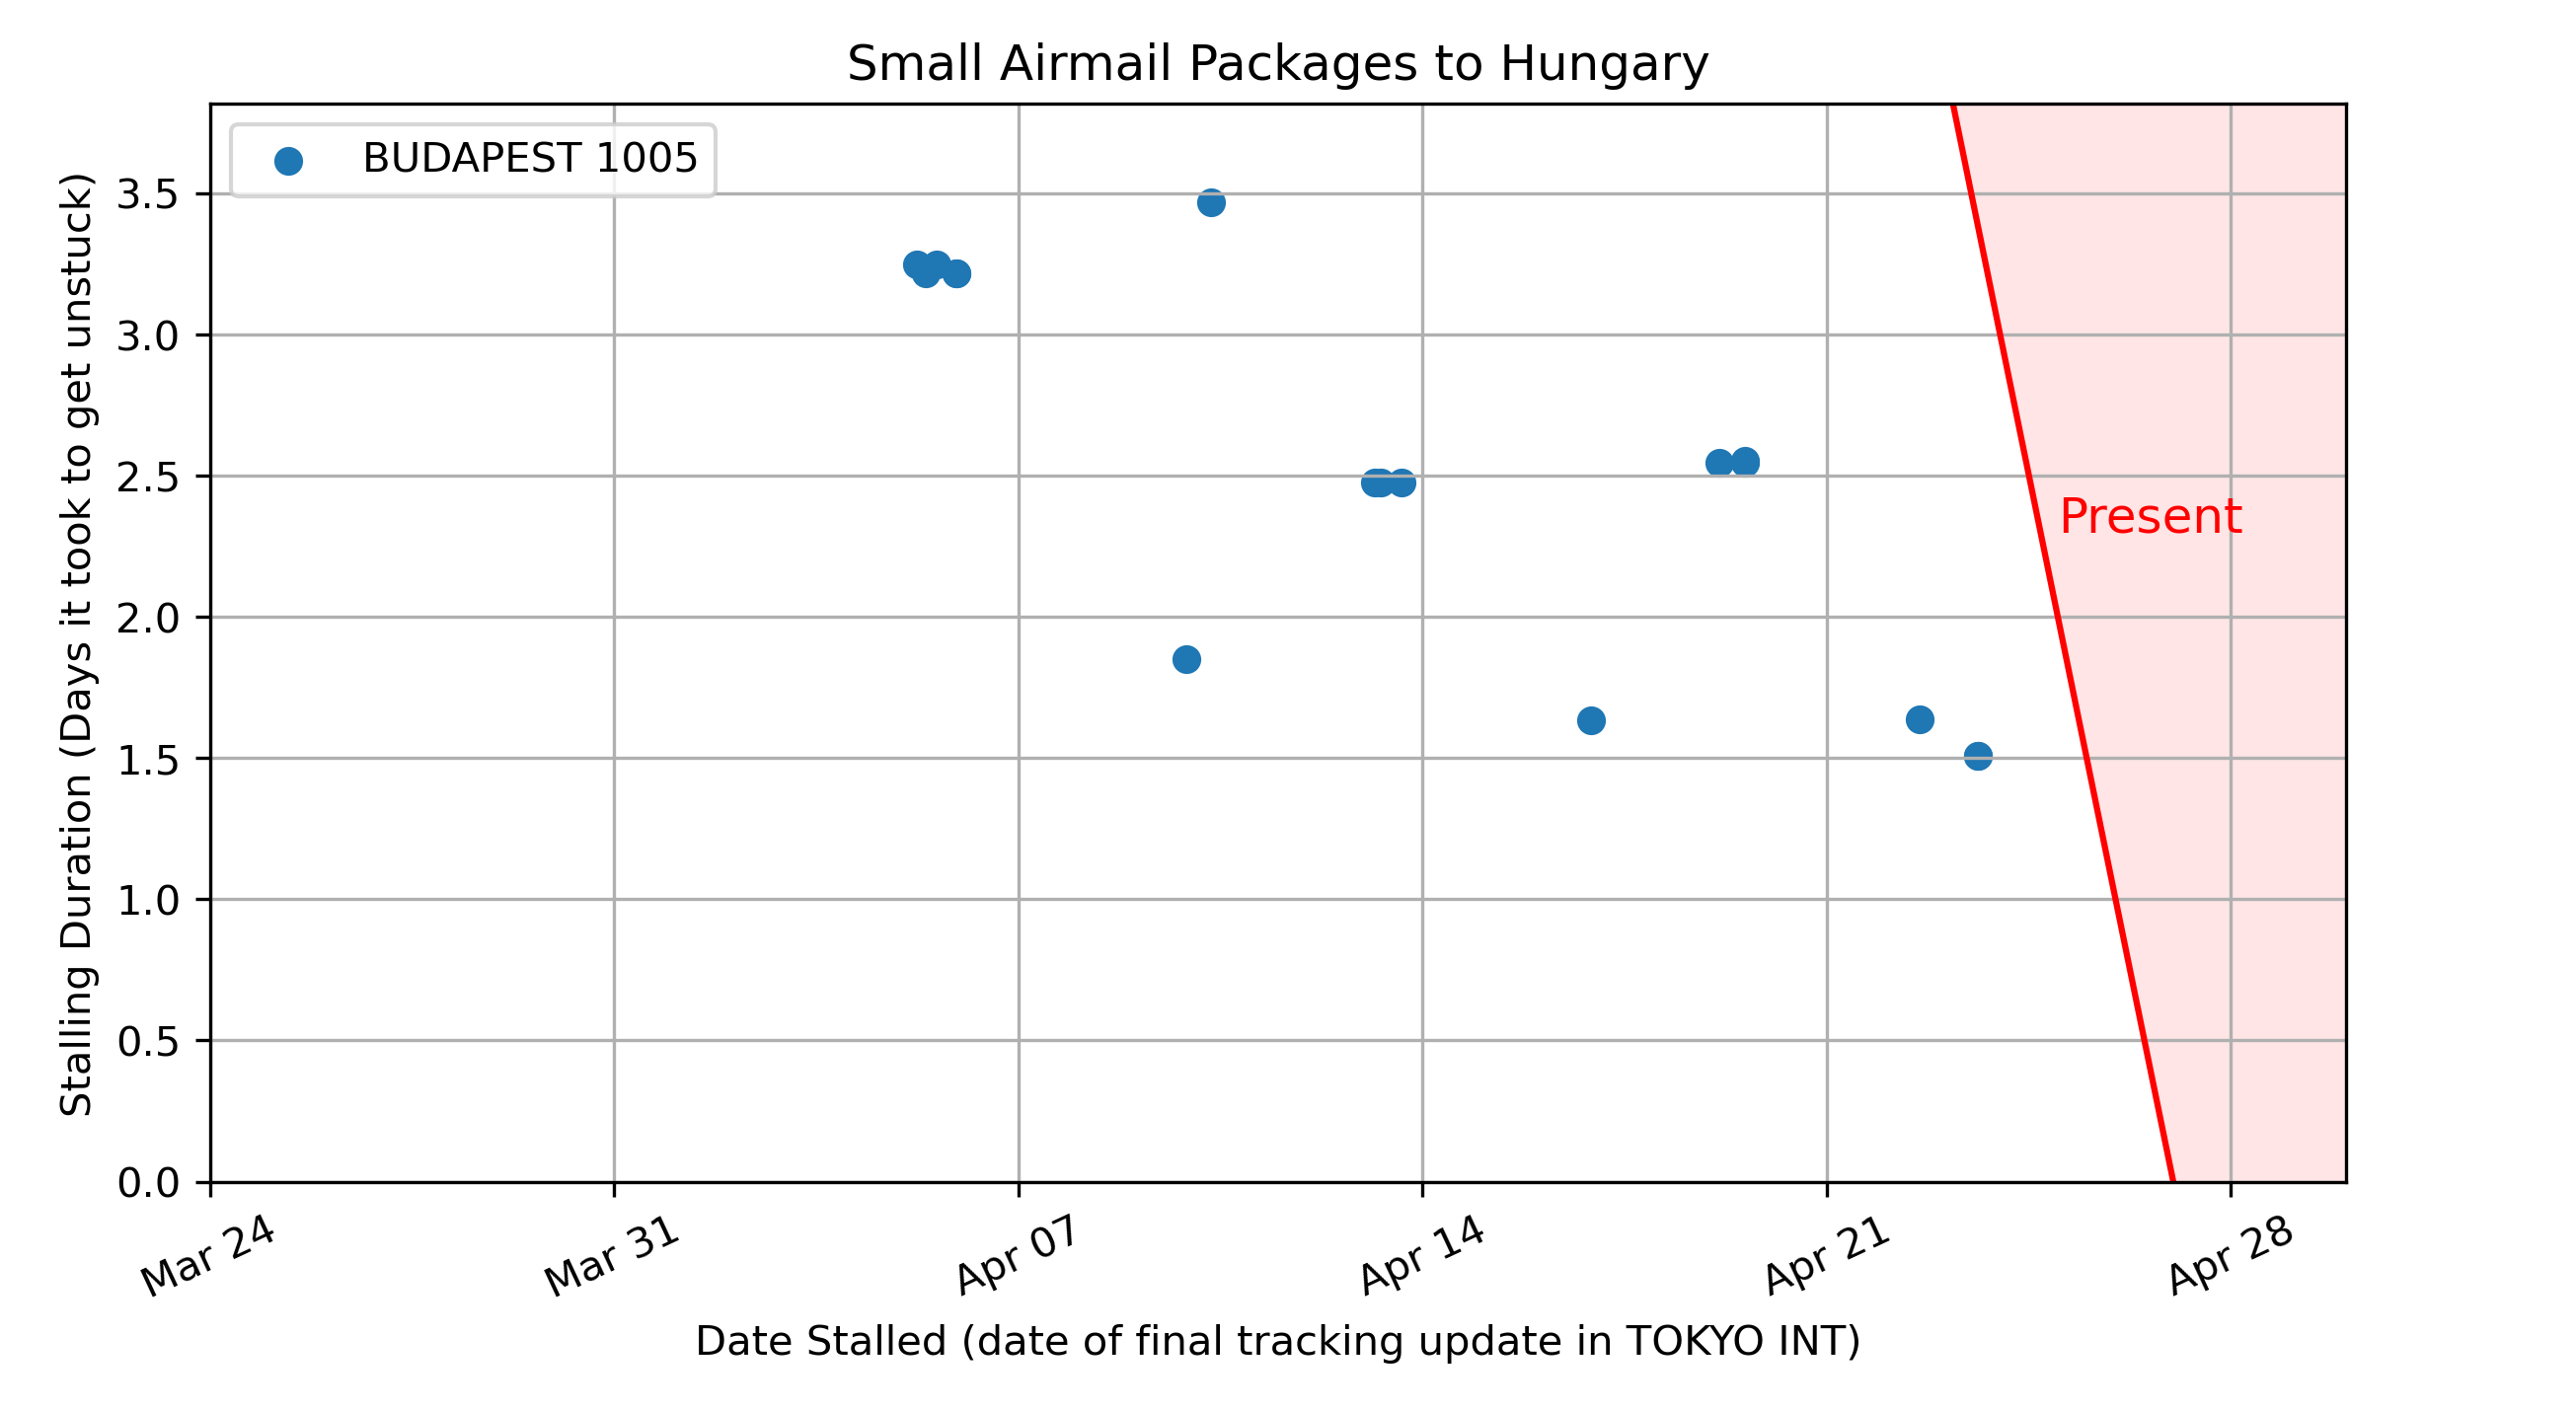 Small Airmail Packages to Hungary
BUDAPEST 1005
Stalling Duration (Days it took to get unstuck)
3.5
3.0
2.5
2.0
1.5
1.0
0.5
0.0
Present
Mar 24
Mar 31
Apr 07
Apr 14
Apr 21
Apr 28
Date Stalled (date of final tracking update in TOKYO INT)